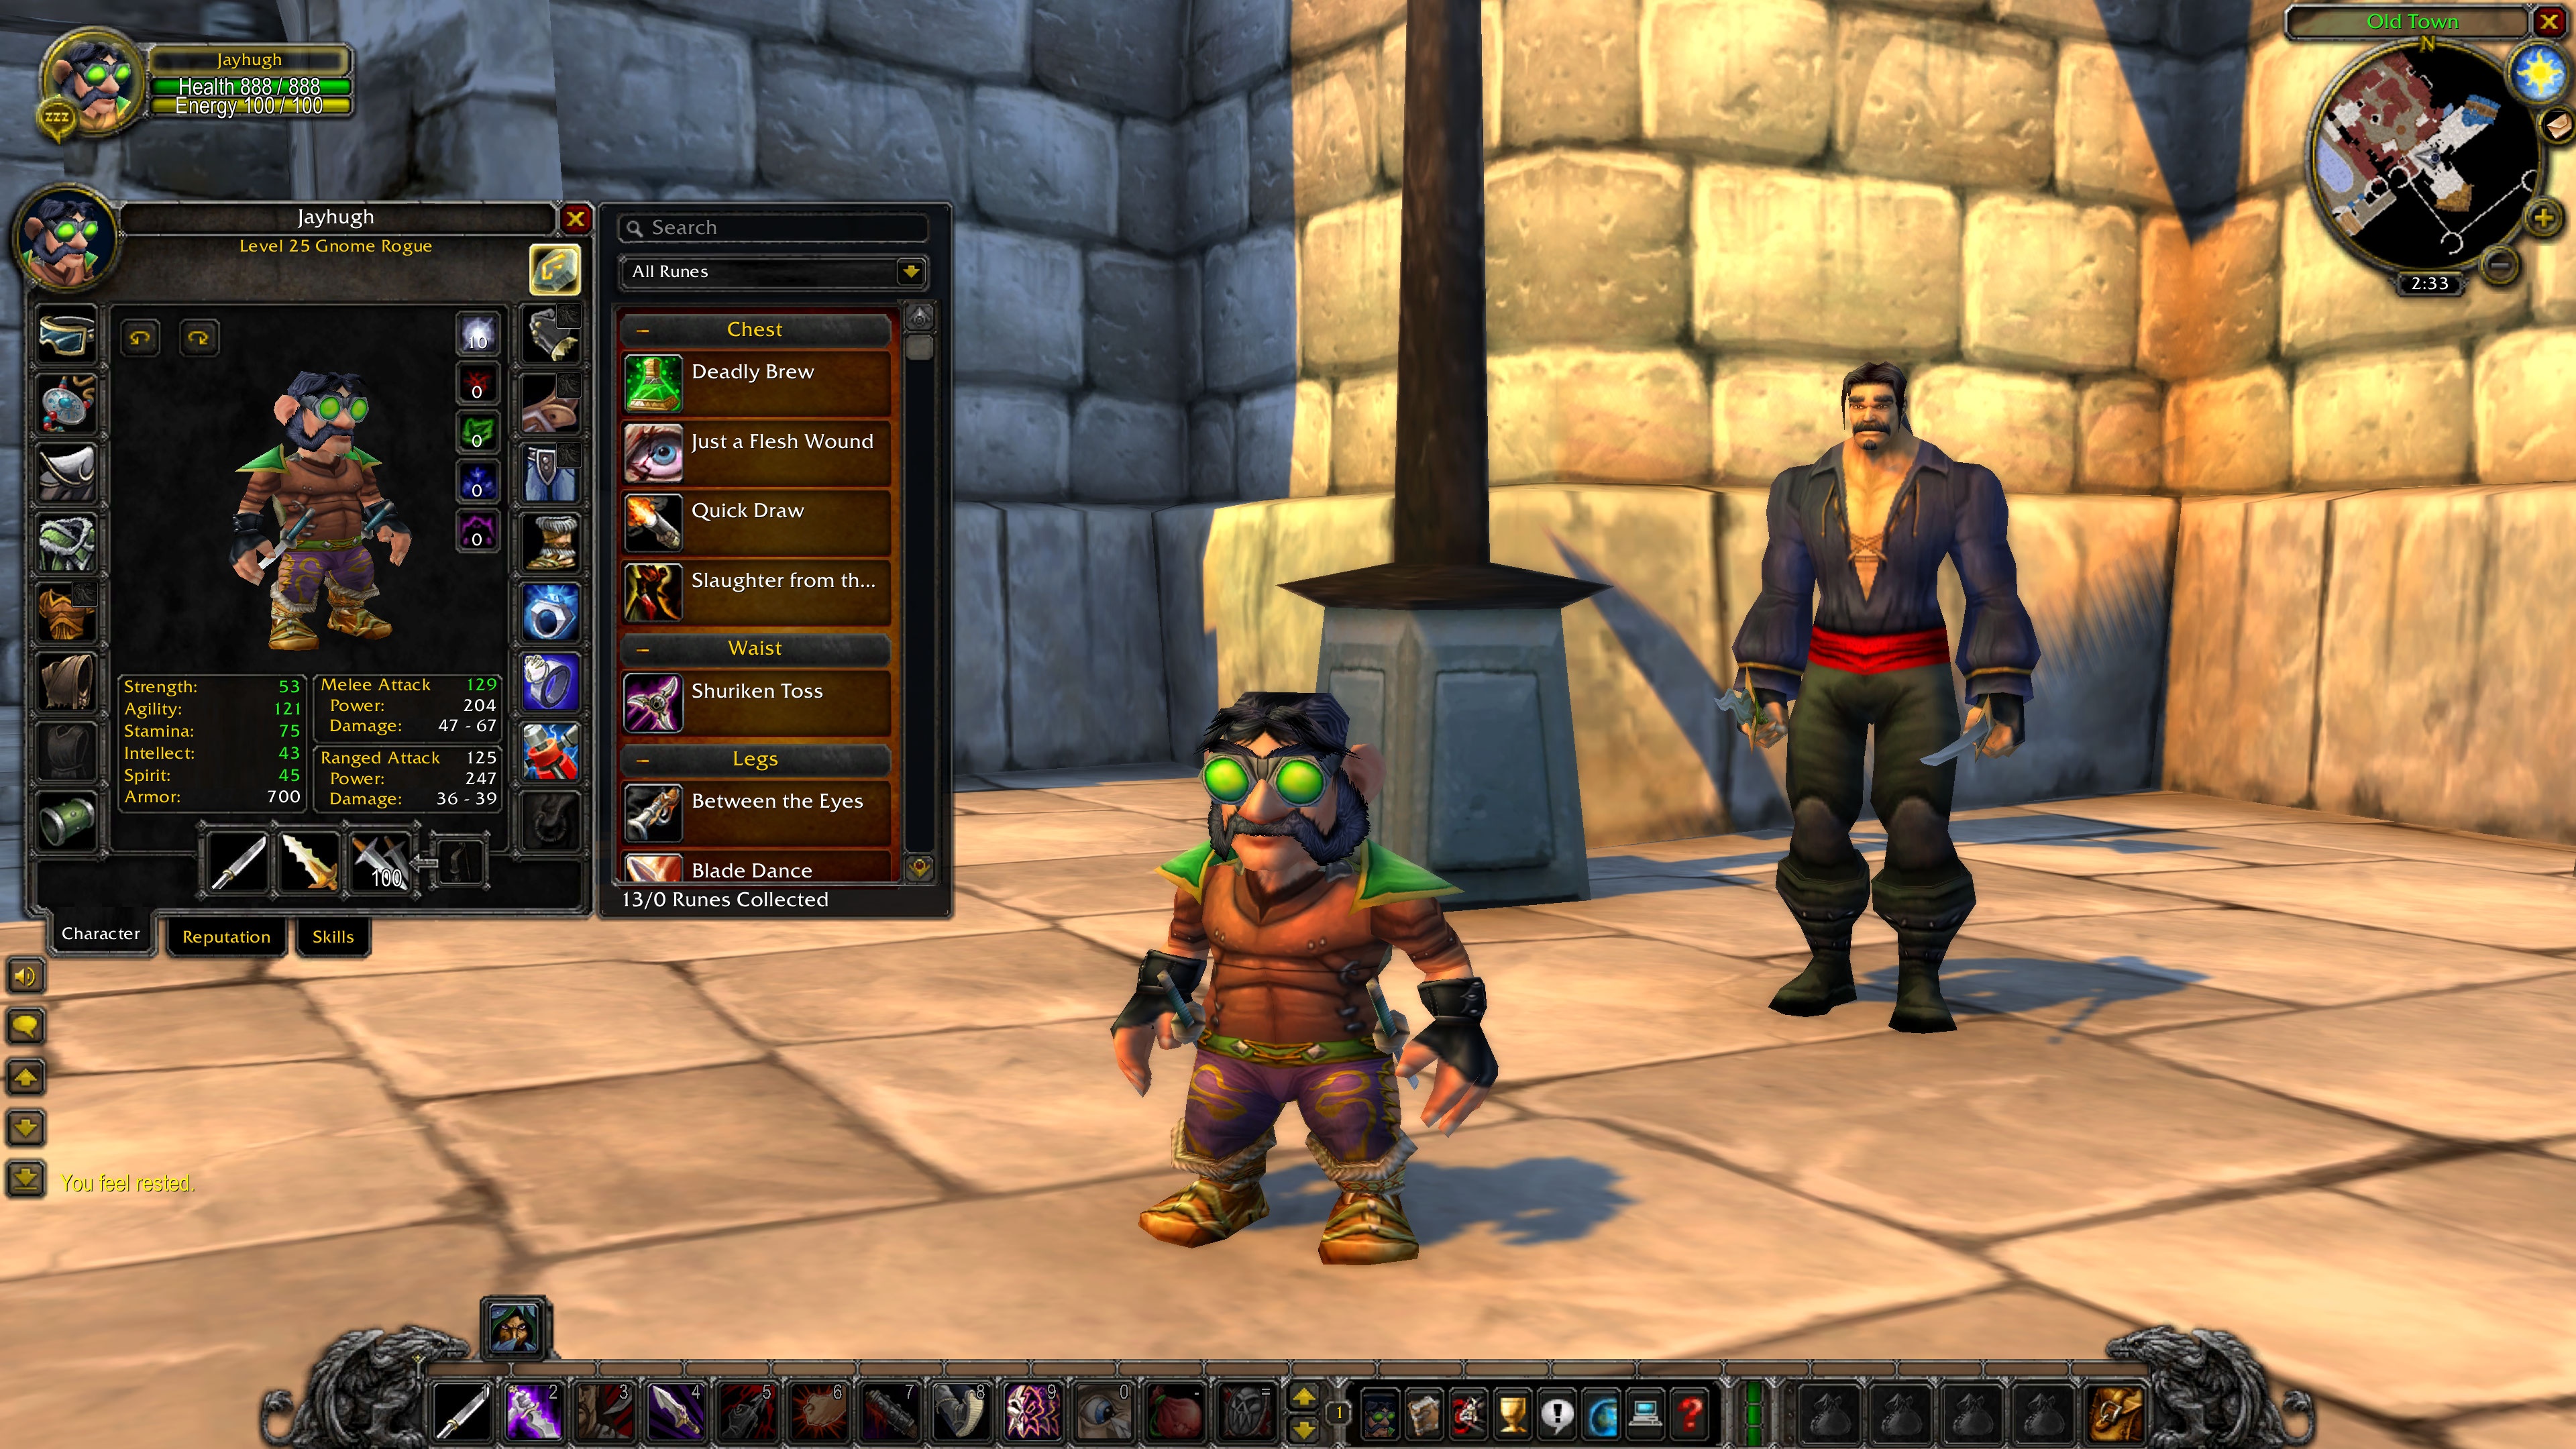 Jayhugh
Health 888 / 888
Energy 100 / 100
zzz
Old Town
N
2:33
Jayhugh
Level 25 Gnome Rogue
10
0
0
0
0
Strength: 53
Agility: 121
Stamina: 75
Intellect: 43
Spirit: 45
Armor: 700
Melee Attack 129
Power: 204
Damage: 47 - 67
Ranged Attack 125
Power: 247
Damage: 36 - 39
100
Character
Reputation
Skills
Search
All Runes
Chest
Deadly Brew
Just a Flesh Wound
Quick Draw
Slaughter from th...
Waist
Shuriken Toss
Legs
Between the Eyes
Blade Dance
13/0 Runes Collected
You feel rested.
1 2 3 4 5 6 7 8 9 0 - =
1